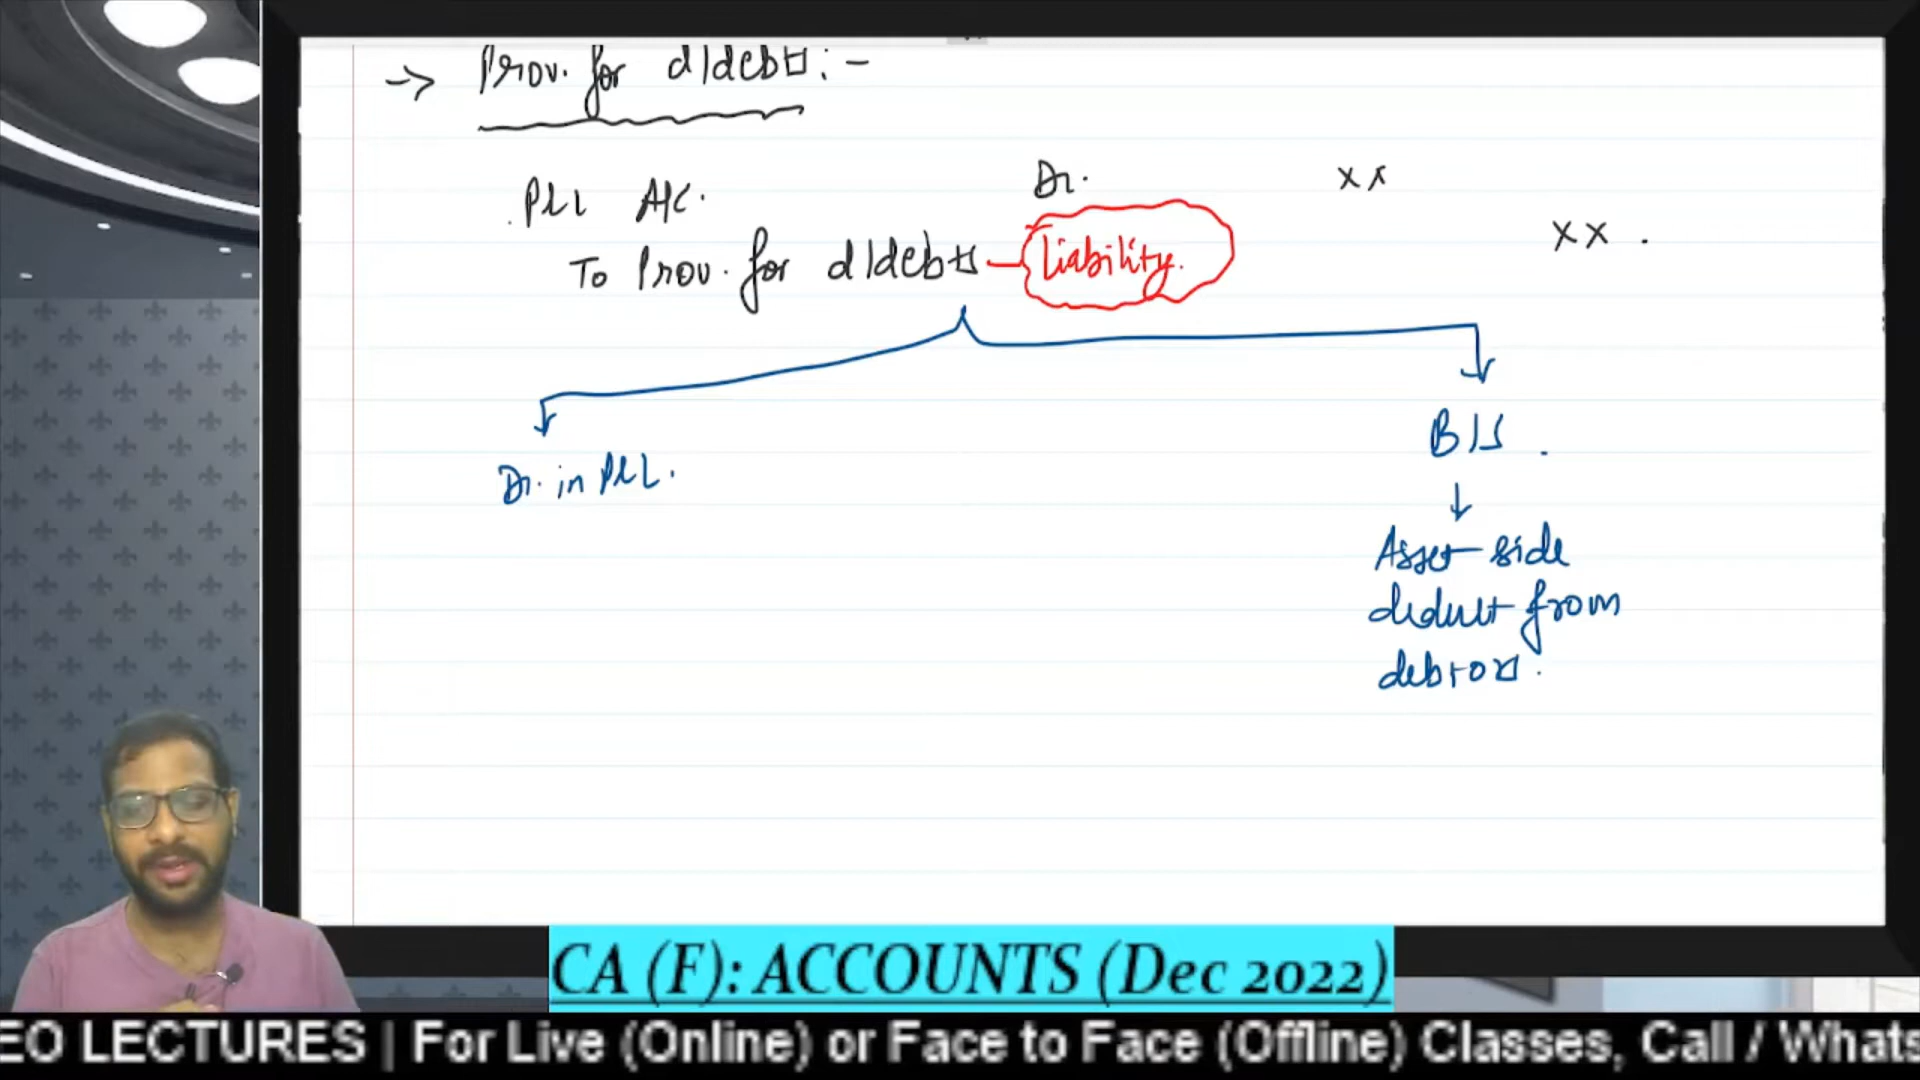 -> Prov. for d/debts :-
P&L A/c. Dr. xx
To Prov. for d/debts - Liability. xx.
Dr. in P&L.
B/S.
Asset side
deduct from
debtors.
CA (F): ACCOUNTS (Dec 2022)
EO LECTURES | For Live (Online) or Face to Face (Offline) Classes, Call / Whats